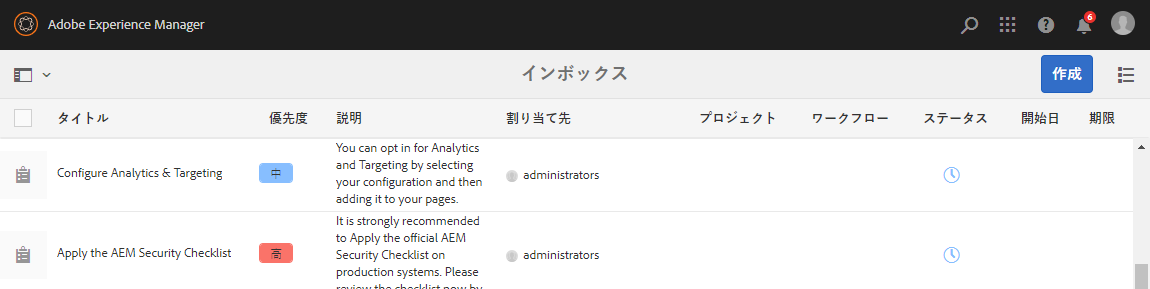 Adobe Experience Manager
6
インボックス
作成
タイトル 優先度 説明 割り当て先 プロジェクト ワークフロー ステータス 開始日 期限
Configure Analytics & Targeting
中
You can opt in for Analytics
and Targeting by selecting
your configuration and then
adding it to your pages.
administrators
Apply the AEM Security Checklist
高
It is strongly recommended
to Apply the official AEM
Security Checklist on
production systems. Please
review the checklist now by
administrators